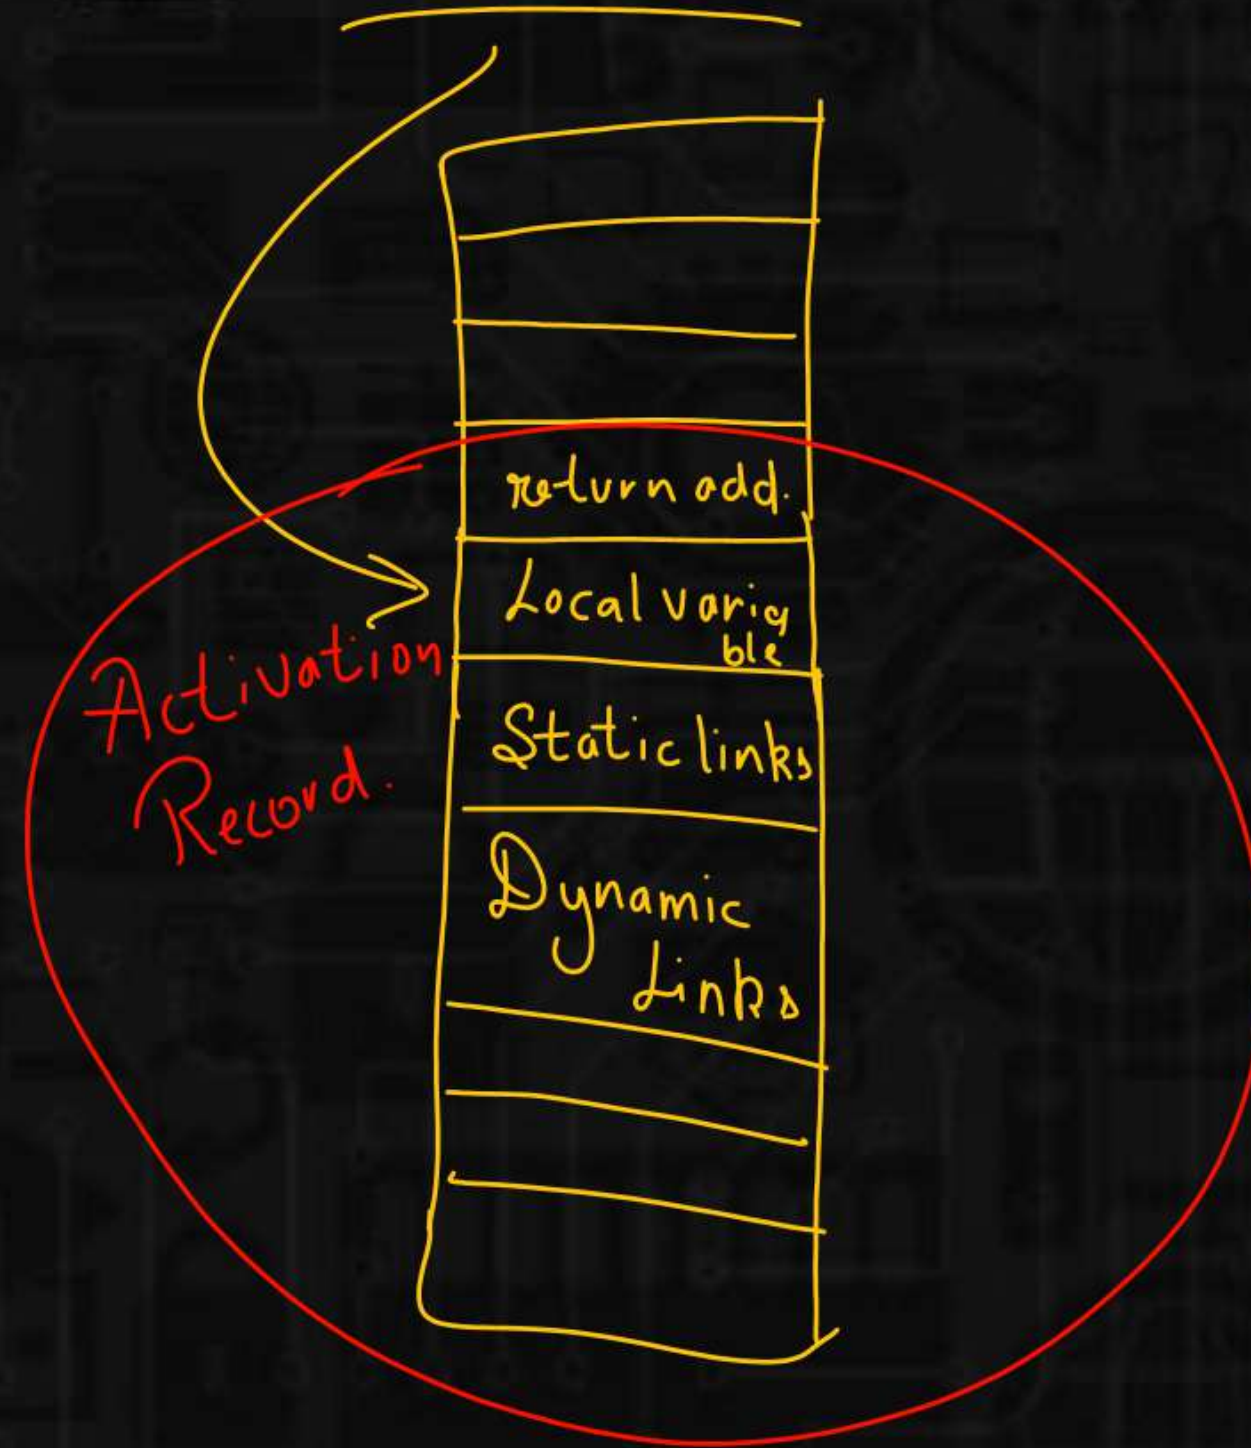 return add.
Local varia
ble
Static links
Dynamic
Links
Activation
Record.